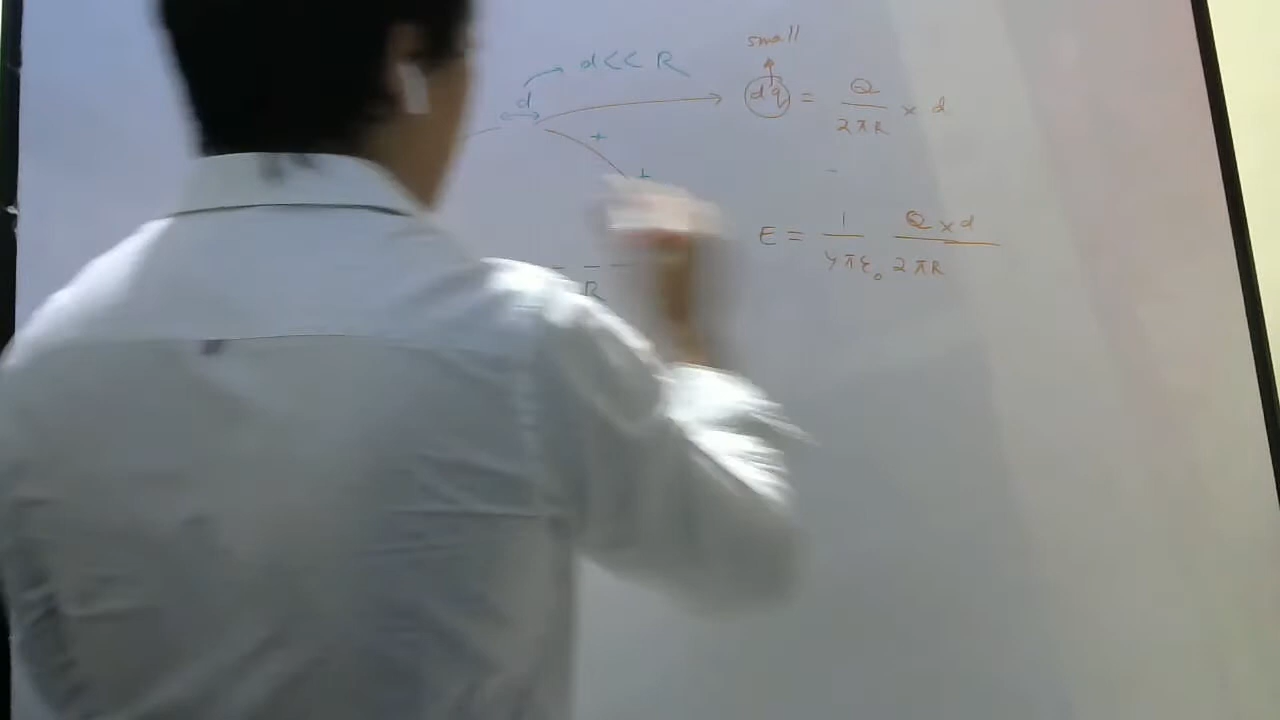 small
d << R
d
dq = Q / 2πR × d
+
+
E = 1 / 4πε₀ Q × d / 2πR
R